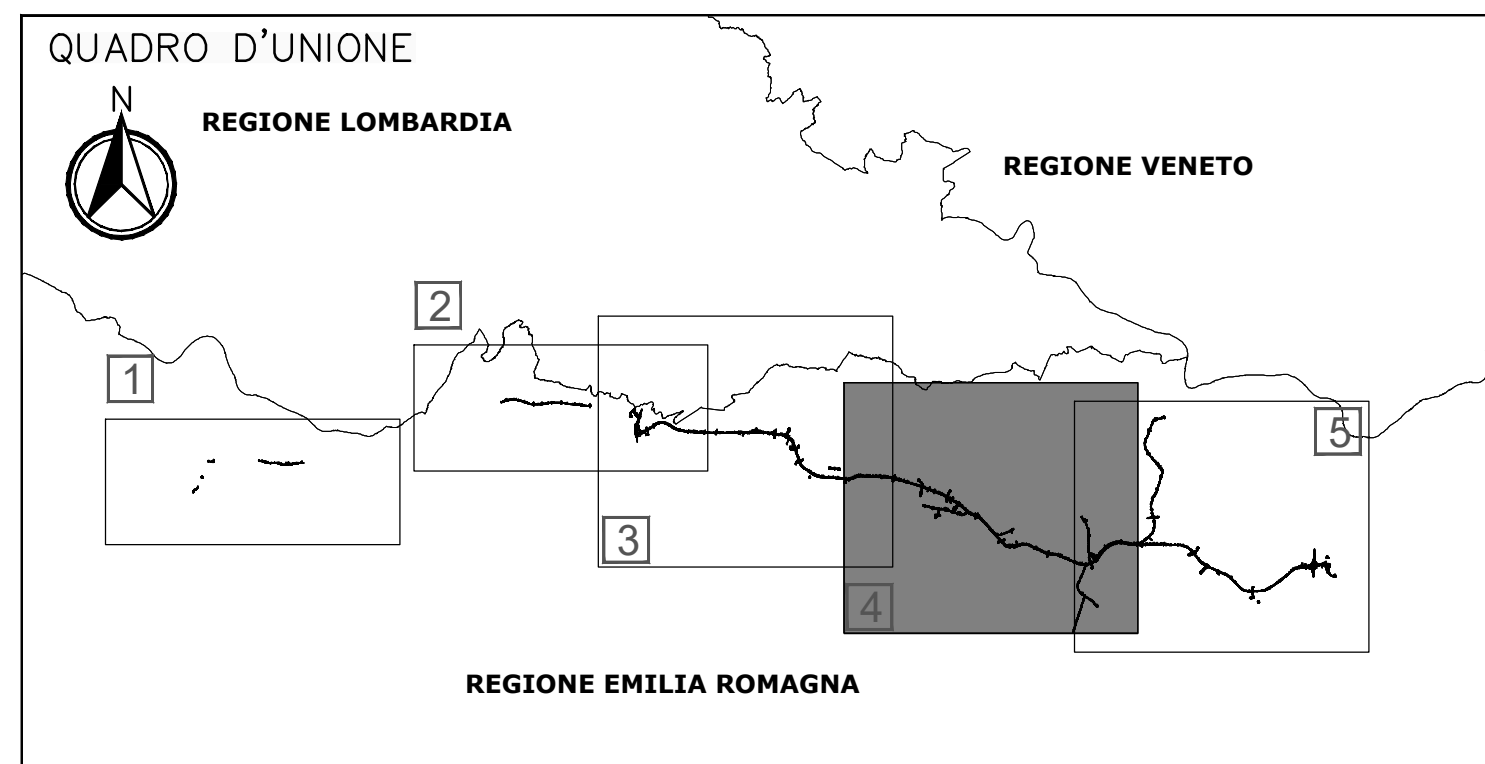 QUADRO D'UNIONE
N
REGIONE LOMBARDIA
REGIONE VENETO
2
1
5
3
4
REGIONE EMILIA ROMAGNA